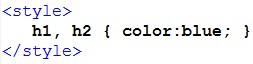 <style>
h1, h2 { color:blue; }
</style>